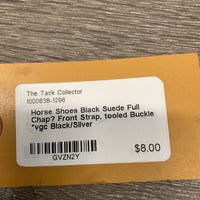 The Tack Collector
1000838-1296
Horse Shoes Black Suede Full
Chap? Front Strap, tooled Buckle
*vgc Black/Silver
GVZN2Y
$8.00